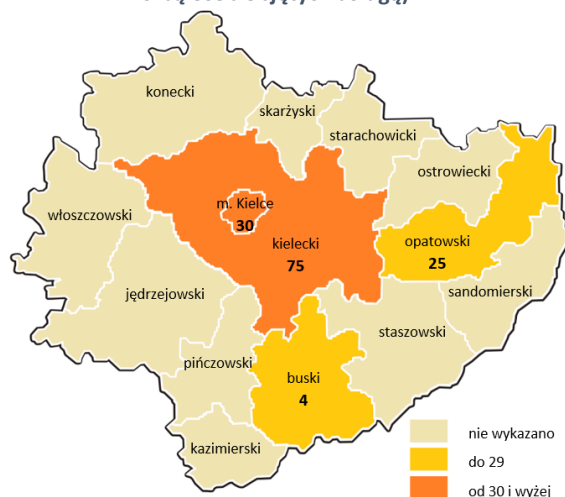 konecki
skarżyski
starachowicki
ostrowiecki
włoszczowski
m. Kielce
30
kielecki
75
opatowski
25
jędrzejowski
sandomierski
staszowski
pińczowski
buski
4
kazimierski
nie wykazano
do 29
od 30 i wyżej